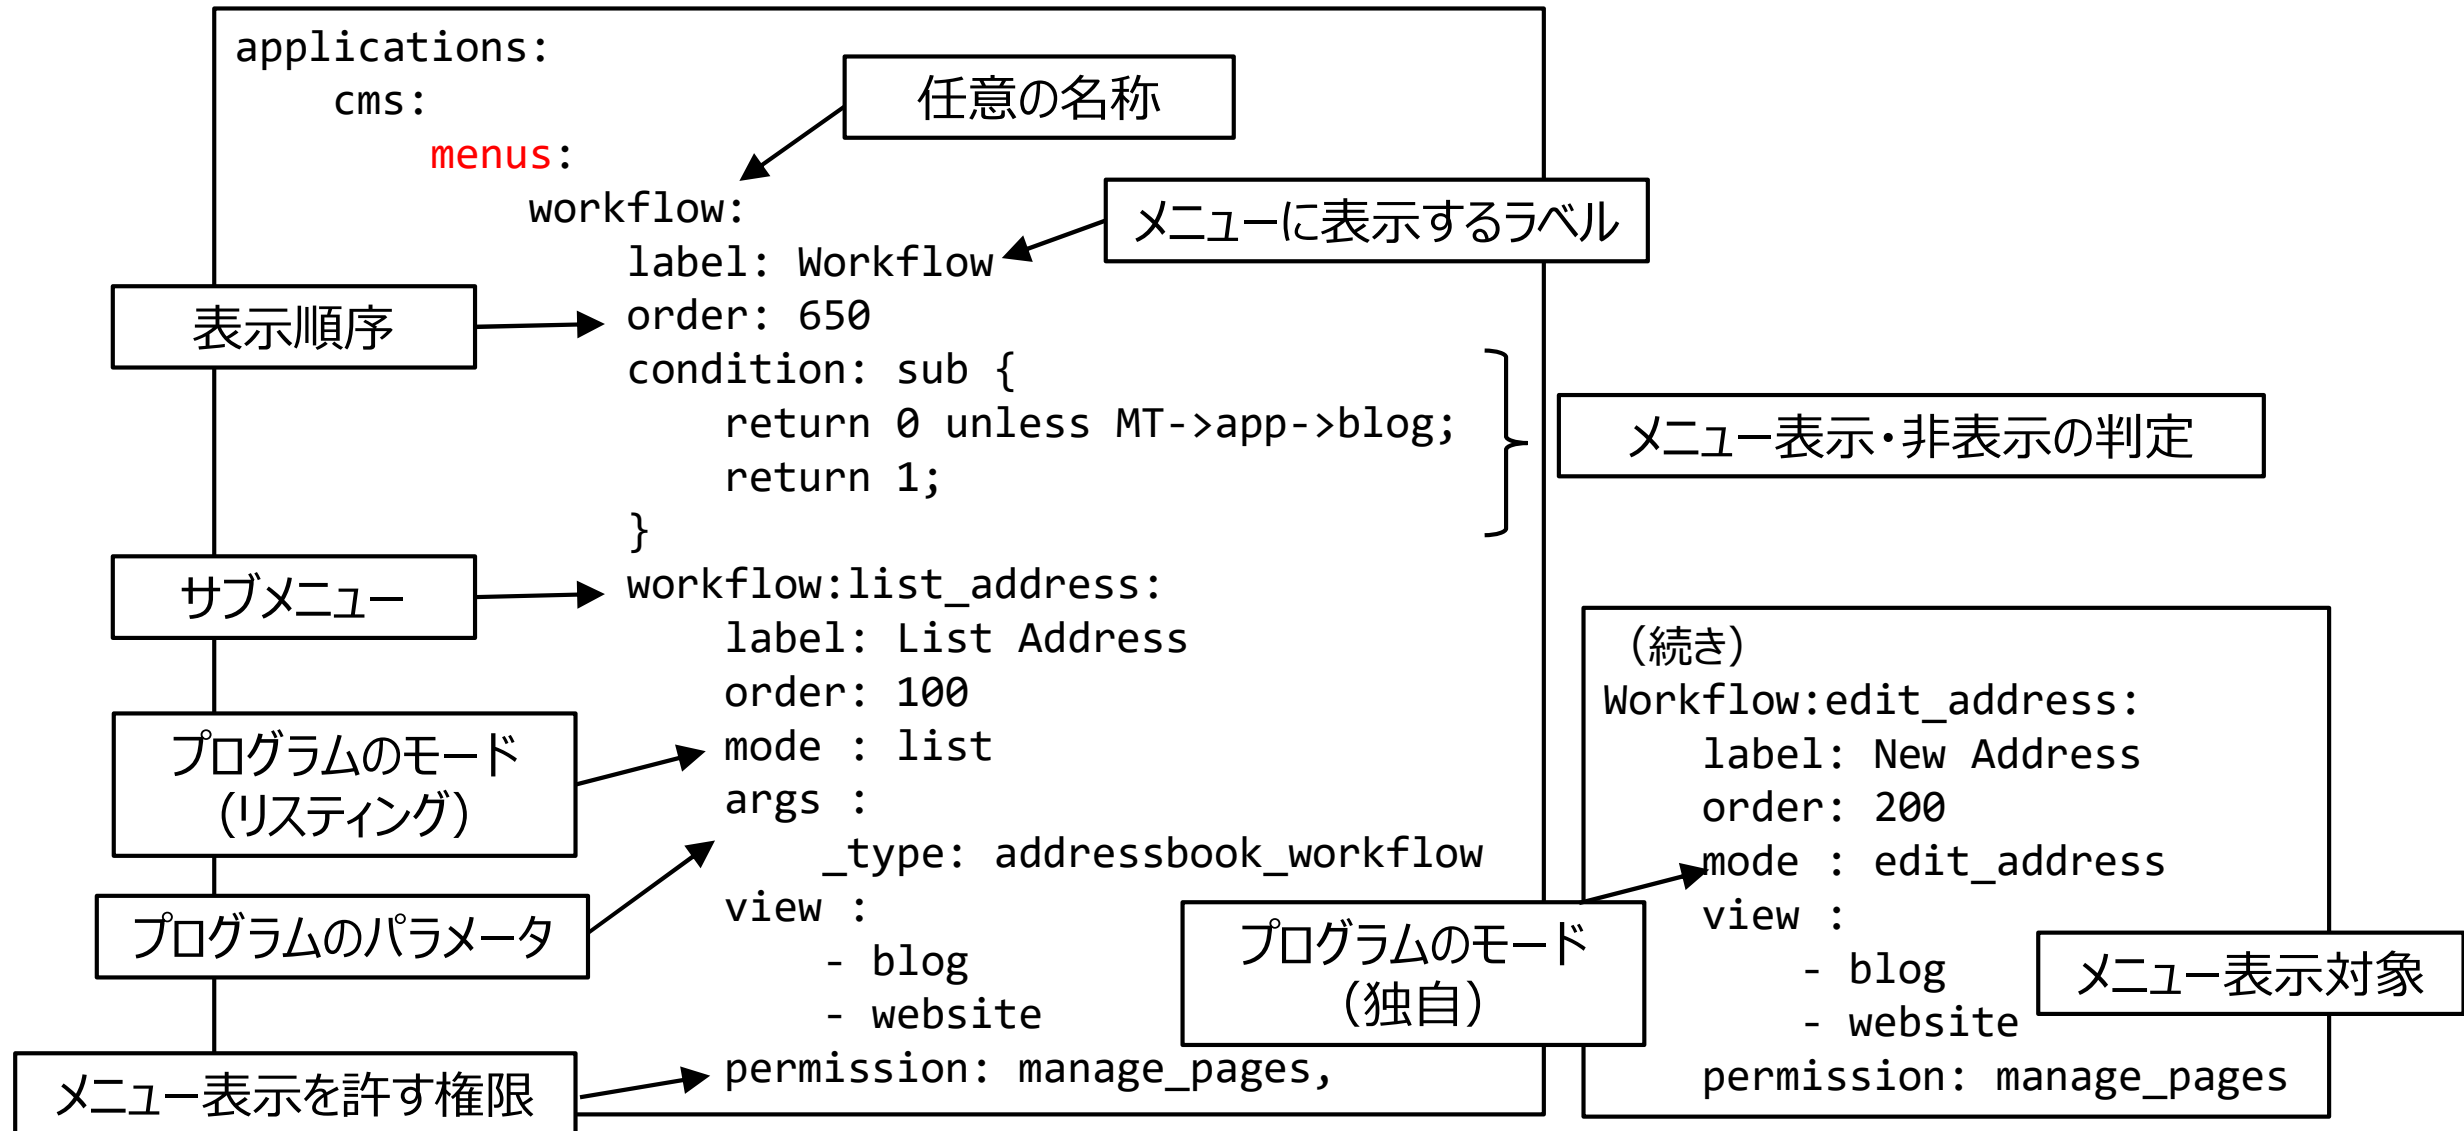 applications:
cms:
任意の名称
menus:
workflow:
メニューに表示するラベル
label: Workflow
表示順序
order: 650
condition: sub {
return 0 unless MT->app->blog;
メニュー表示・非表示の判定
return 1;
}
サブメニュー
workflow:list_address:
label: List Address
order: 100
プログラムのモード
（リスティング）
mode : list
args :
_type: addressbook_workflow
プログラムのパラメータ
view :
- blog
- website
メニュー表示を許す権限
permission: manage_pages,
（続き）
Workflow:edit_address:
label: New Address
order: 200
mode : edit_address
プログラムのモード
（独自）
view :
- blog
メニュー表示対象
- website
permission: manage_pages